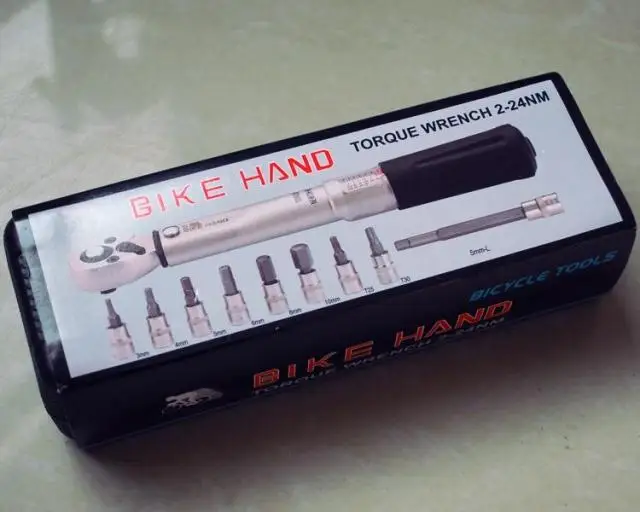 TORQUE WRENCH 2-24NM
BIKE HAND
5mm-L
3mm
4mm
5mm
6mm
8mm
10mm
T25
T30
BICYCLE TOOLS
BIKE HAND
TORQUE WRENCH 2-24NM